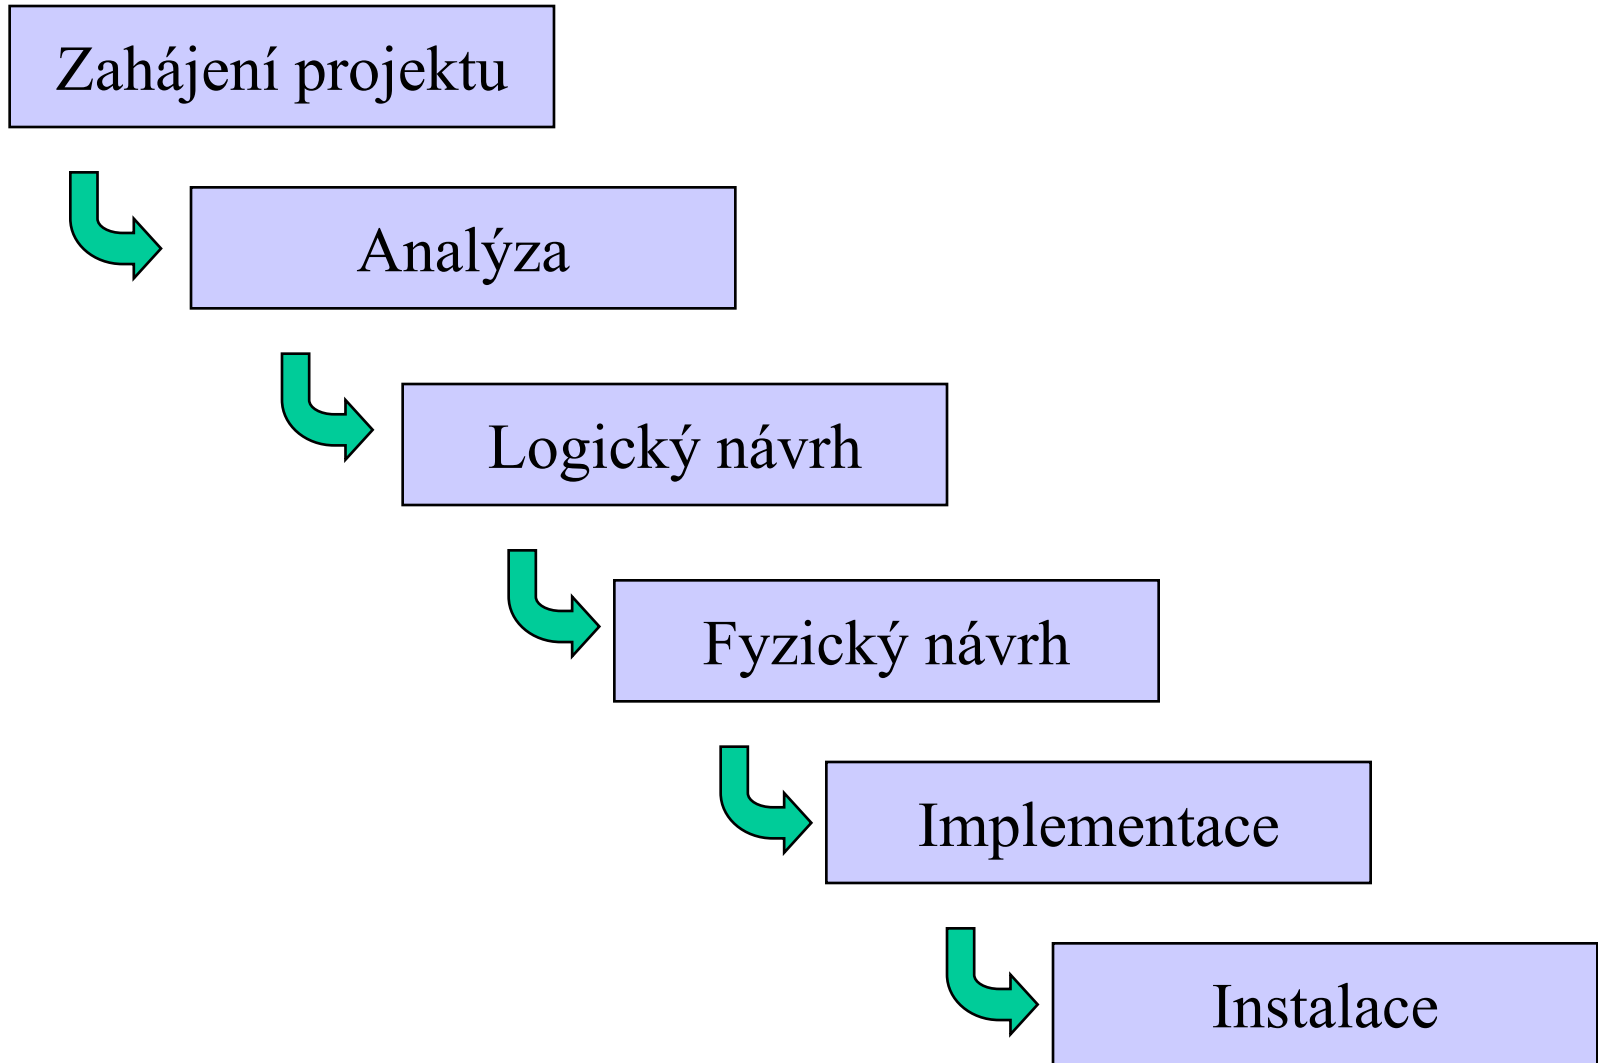 Zahájení projektu
Analýza
Logický návrh
Fyzický návrh
Implementace
Instalace